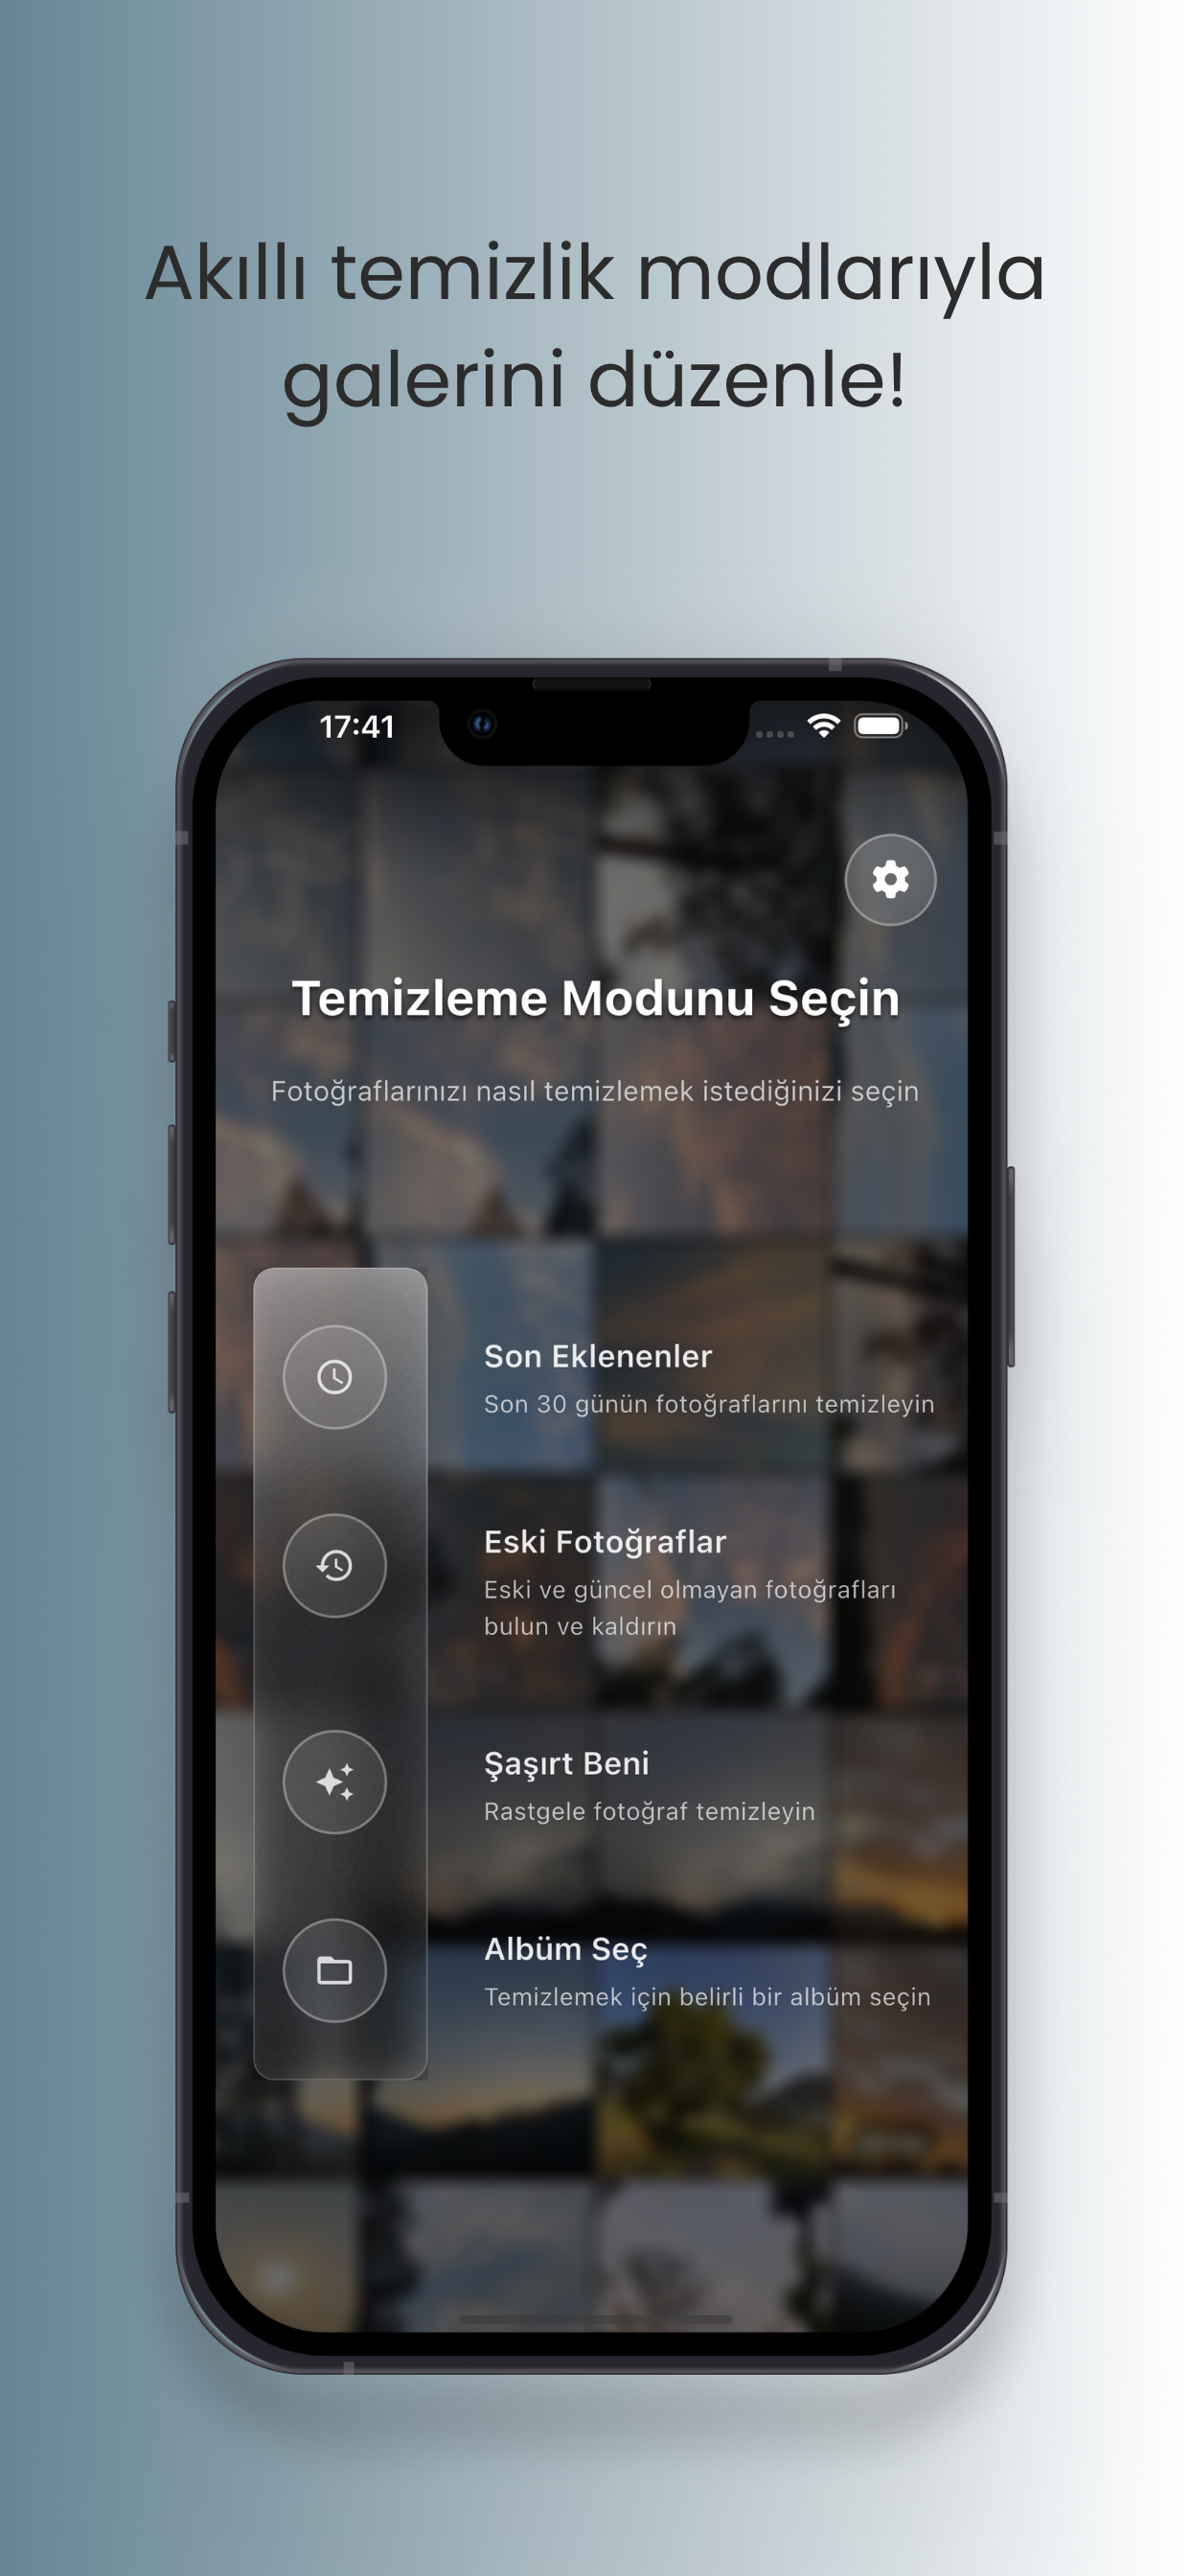 Akıllı temizlik modlarıyla
galerini düzenle!
17:41
Temizleme Modunu Seçin
Fotoğraflarınızı nasıl temizlemek istediğinizi seçin
Son Eklenenler
Son 30 günün fotoğraflarını temizleyin
Eski Fotoğraflar
Eski ve güncel olmayan fotoğrafları
bulun ve kaldırın
Şaşırt Beni
Rastgele fotoğraf temizleyin
Albüm Seç
Temizlemek için belirli bir albüm seçin